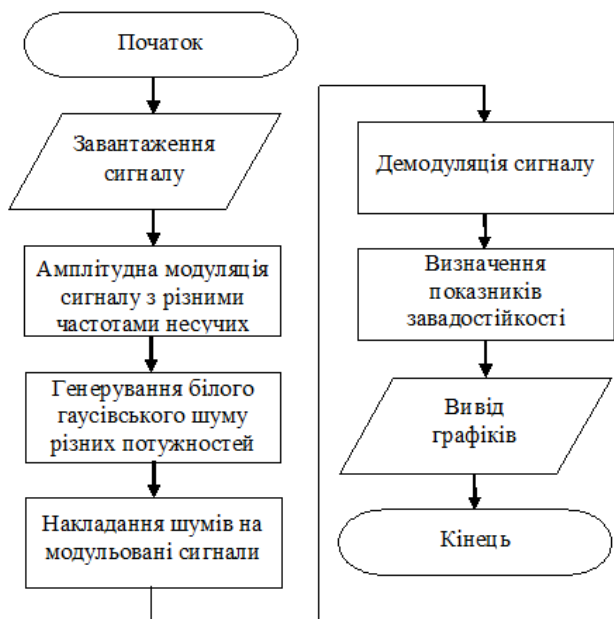 Початок
Завантаження
сигналу
Амплітудна модуляція
сигналу з різними
частотами несучих
Генерування білого
гаусівського шуму
різних потужностей
Накладання шумів на
модульовані сигнали
Демодуляція сигналу
Визначення
показників
завадостійкості
Вивід
графіків
Кінець